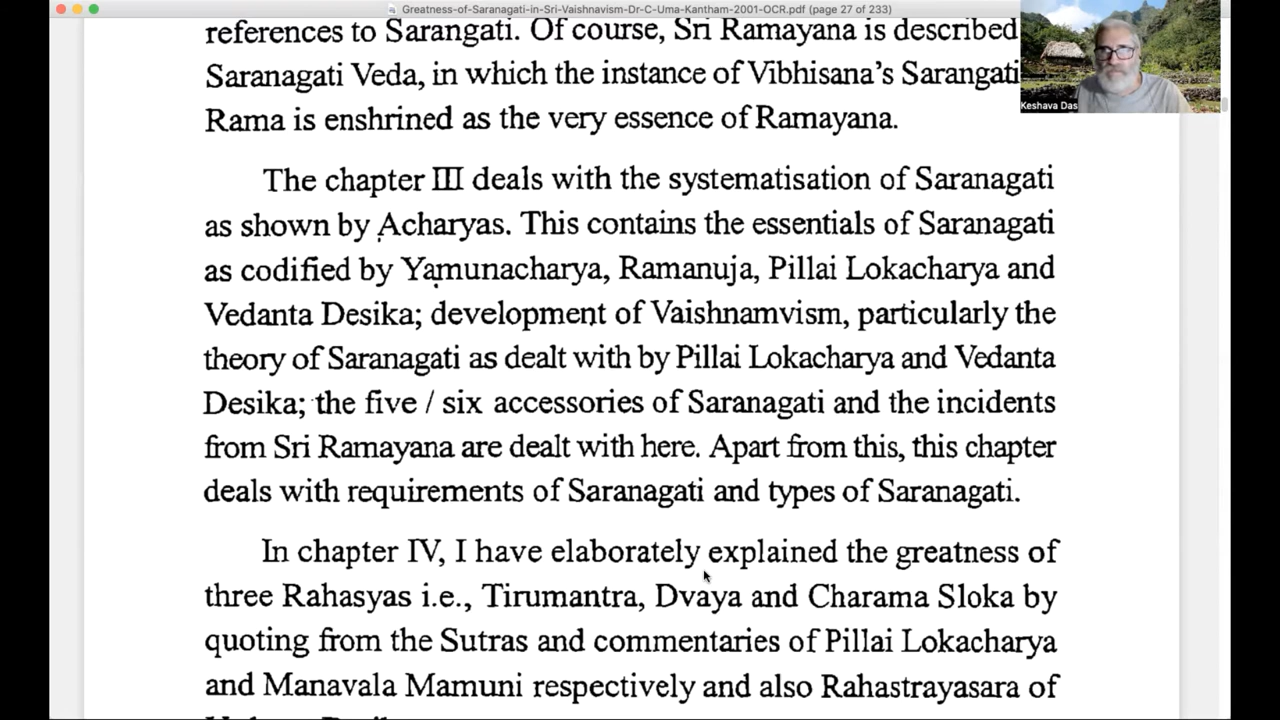 Greatness-of-Saranagati-in-Sri-Vaishnavism-Dr-C-Uma-Kantham-2001-OCR.pdf (page 27 of 233)
references to Sarangati. Of course, Sri Ramayana is described
Saranagati Veda, in which the instance of Vibhisana's Sarangati
Rama is enshrined as the very essence of Ramayana.
Keshava Das
The chapter III deals with the systematisation of Saranagati
as shown by Acharyas. This contains the essentials of Saranagati
as codified by Yamunacharya, Ramanuja, Pillai Lokacharya and
Vedanta Desika; development of Vaishnamvism, particularly the
theory of Saranagati as dealt with by Pillai Lokacharya and Vedanta
Desika; the five / six accessories of Saranagati and the incidents
from Sri Ramayana are dealt with here. Apart from this, this chapter
deals with requirements of Saranagati and types of Saranagati.
In chapter IV, I have elaborately explained the greatness of
three Rahasyas i.e., Tirumantra, Dvaya and Charama Sloka by
quoting from the Sutras and commentaries of Pillai Lokacharya
and Manavala Mamuni respectively and also Rahastrayasara of